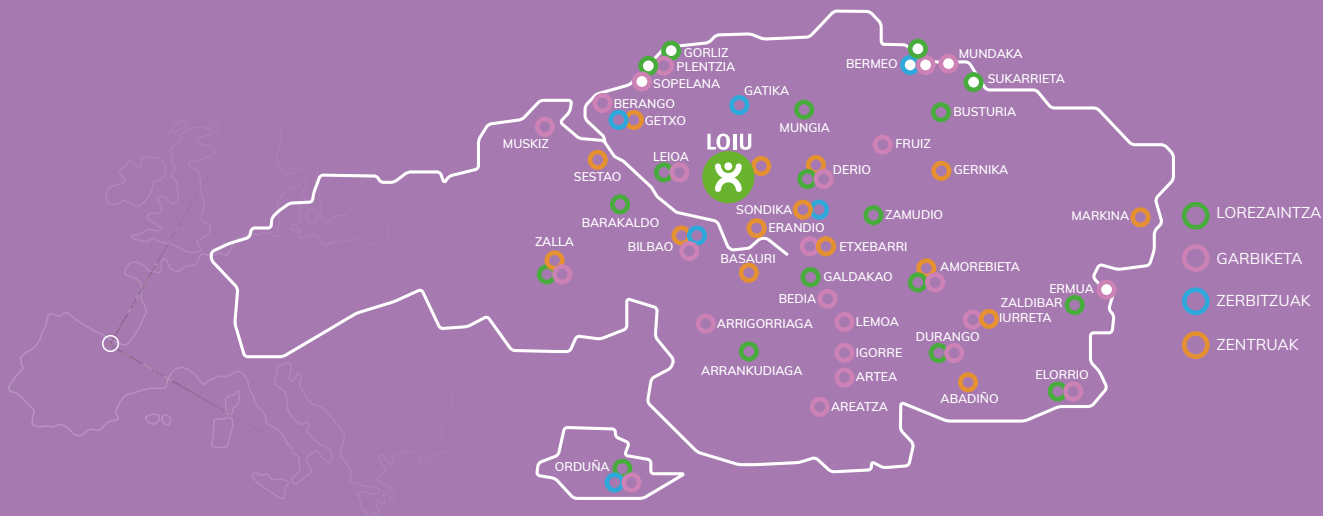 GORLIZ
MUNDAKA
BERMEO
PLENTZIA
SUKARRIETA
SOPELANA
GATIKA
BERANGO
BUSTURIA
GETXO
MUNGIA
MUSKIZ
LOIU
FRUIZ
LEIOA
DERIO
GERNIKA
SESTAO
SONDIKA
ZAMUDIO
MARKINA
LOREZAINTZA
BARAKALDO
ERANDIO
ZALLA
BILBAO
ETXEBARRI
BASAURI
GARBIKETA
AMOREBIETA
GALDAKAO
ERMUA
BEDIA
ZALDIBAR
ZERBITZUAK
IURRETA
ARRIGORRIAGA
LEMOA
DURANGO
ZENTRUAK
IGORRE
ARRANKUDIAGA
ARTEA
ELORRIO
ABADIÑO
AREATZA
ORDUÑA